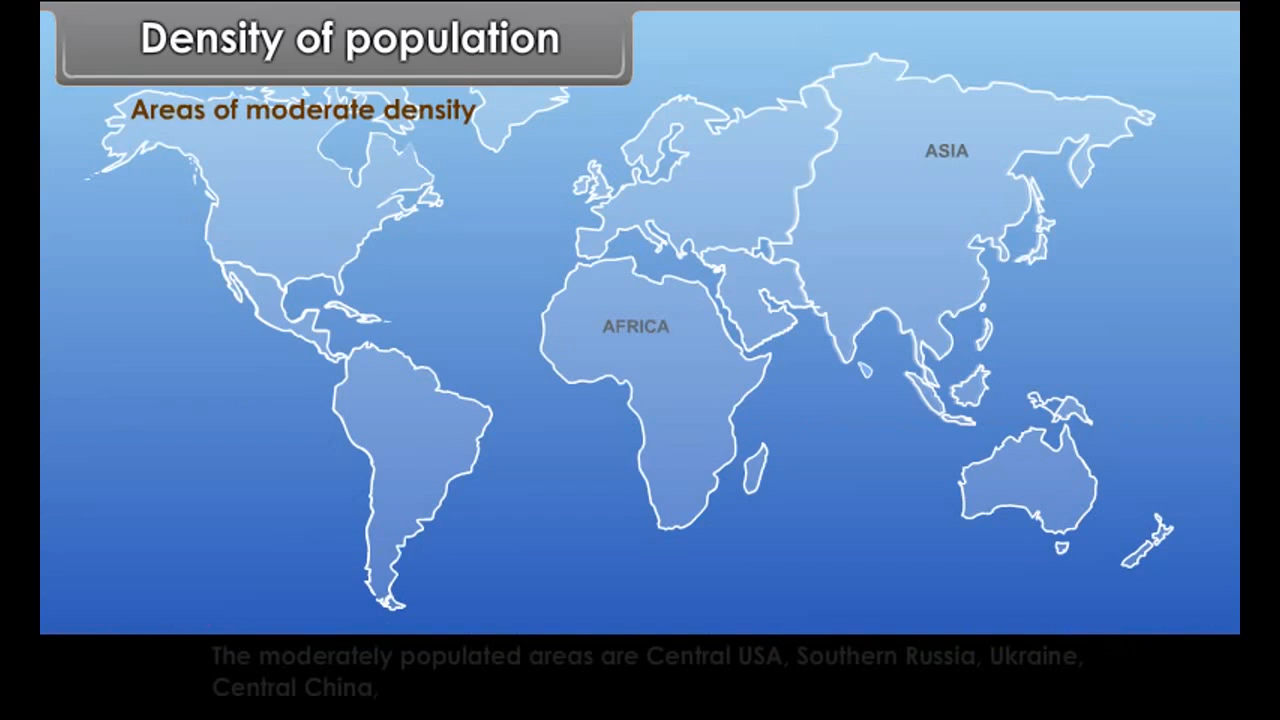 Density of population
Areas of moderate density
ASIA
AFRICA
The moderately populated areas are Central USA, Southern Russia, Ukraine,
Central China,